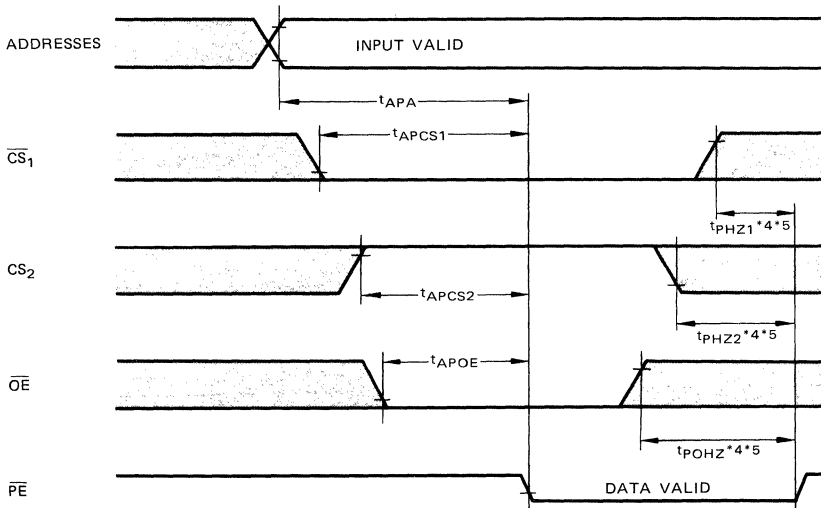 ADDRESSES
INPUT VALID
tAPA
CS1
tAPCS1
tPHZ1*4*5
CS2
tAPCS2
tPHZ2*4*5
OE
tAPOE
tPOHZ*4*5
PE
DATA VALID